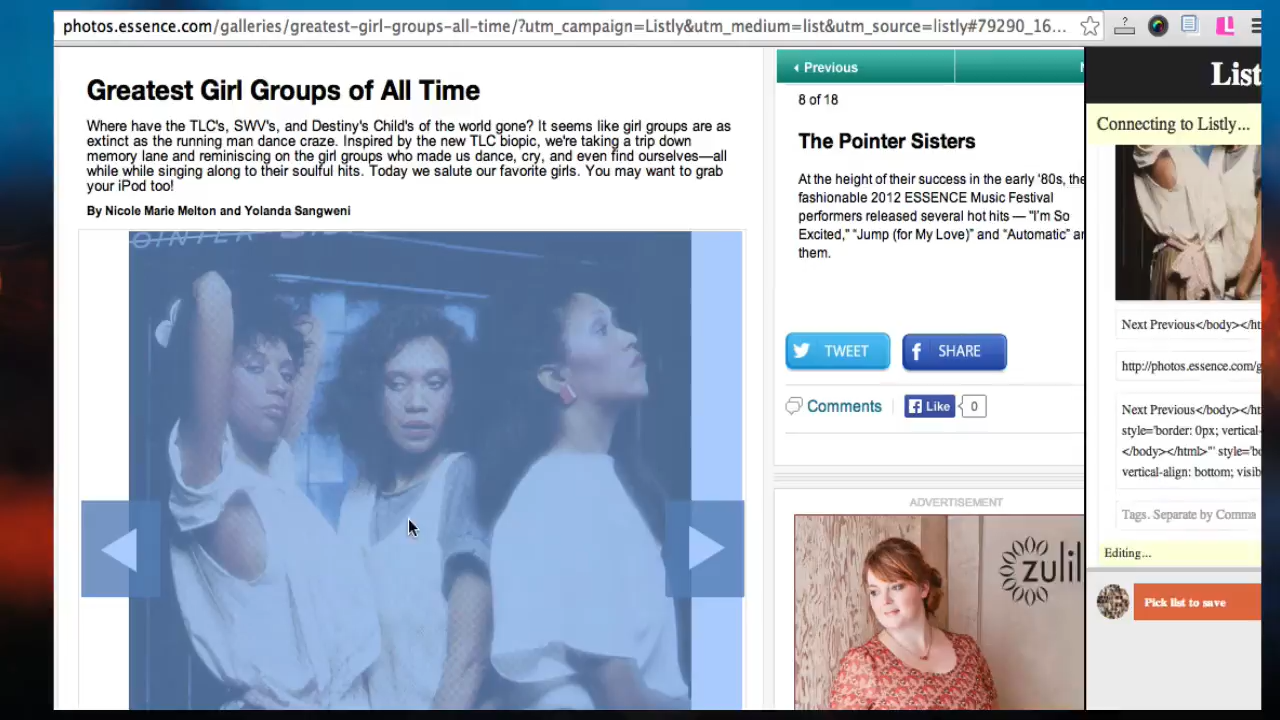 photos.essence.com/galleries/greatest-girl-groups-all-time/?utm_campaign=Listly&utm_medium=list&utm_source=listly#79290_16...
Greatest Girl Groups of All Time
Where have the TLC's, SWV's, and Destiny's Child's of the world gone? It seems like girl groups are as
extinct as the running man dance craze. Inspired by the new TLC biopic, we're taking a trip down
memory lane and reminiscing on the girl groups who made us dance, cry, and even find ourselves—all
while while singing along to their soulful hits. Today we salute our favorite girls. You may want to grab
your iPod too!
By Nicole Marie Melton and Yolanda Sangweni
Previous
8 of 18
The Pointer Sisters
At the height of their success in the early '80s, the
fashionable 2012 ESSENCE Music Festival
performers released several hot hits — "I'm So
Excited," "Jump (for My Love)" and "Automatic" ar
them.
TWEET
SHARE
Comments
Like
0
ADVERTISEMENT
zulil
List
Connecting to Listly...
Next Previous</body></ht
http://photos.essence.com/g
Next Previous</body></ht
style='border: 0px; vertical-
</body></html>"' style='bo
vertical-align: bottom; visib
Tags. Separate by Comma
Editing...
Pick list to save